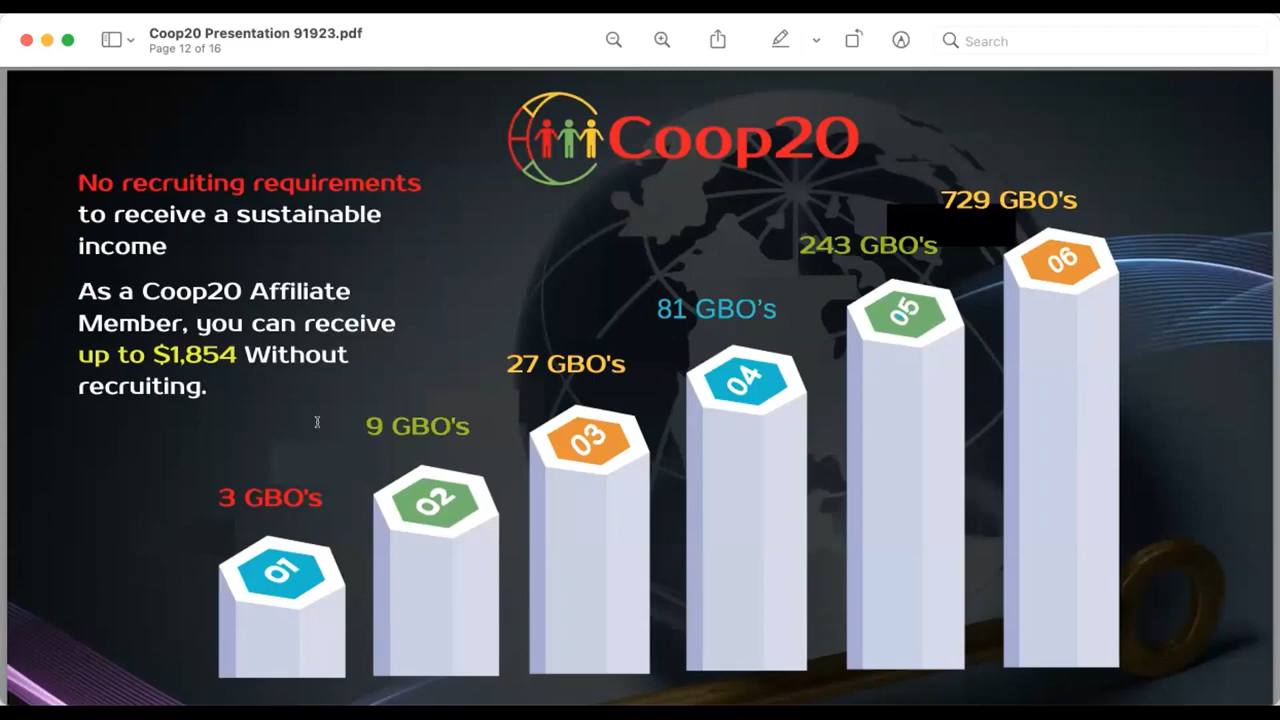 Coop20 Presentation 91923.pdf
Page 12 of 16
Search
Coop20
No recruiting requirements
to receive a sustainable
income
As a Coop20 Affiliate
Member, you can receive
up to $1,854 Without
recruiting.
3 GBO's
9 GBO's
27 GBO's
81 GBO’s
243 GBO's
729 GBO's
01
02
03
04
05
06